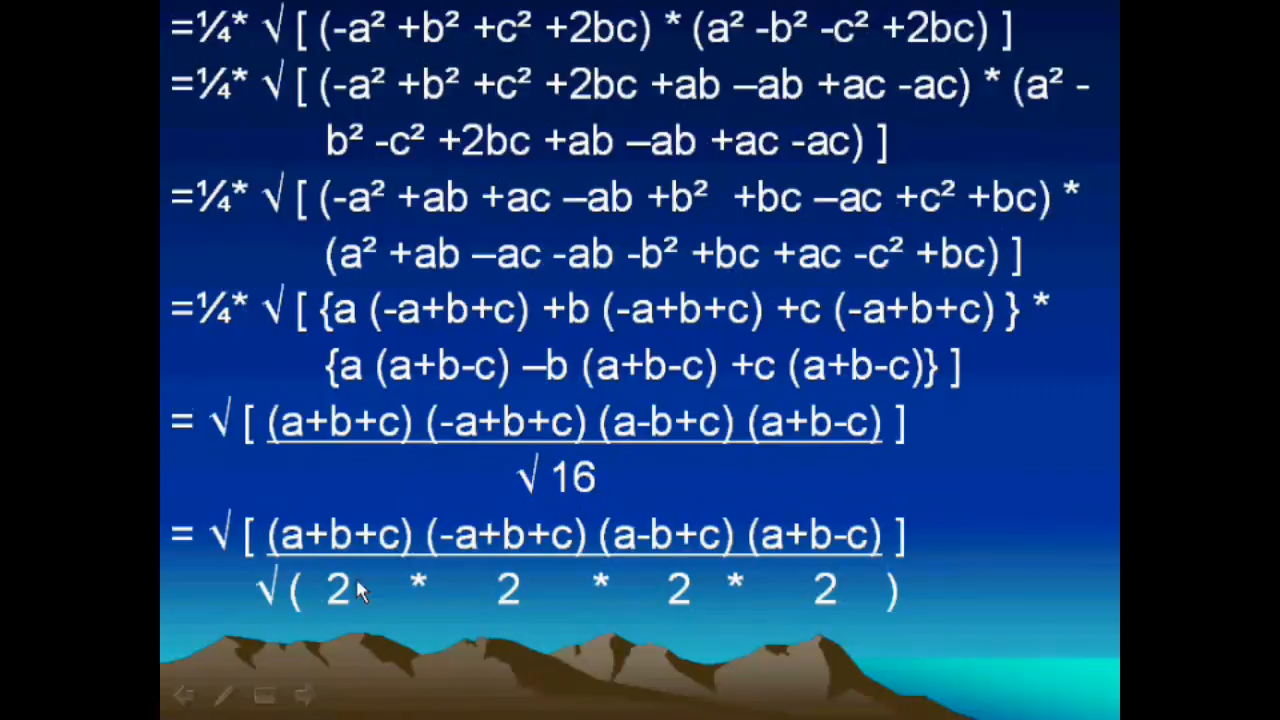 =¼* √ [ (-a² +b² +c² +2bc) * (a² -b² -c² +2bc) ]
=¼* √ [ (-a² +b² +c² +2bc +ab –ab +ac -ac) * (a² -
b² -c² +2bc +ab –ab +ac -ac) ]
=¼* √ [ (-a² +ab +ac –ab +b² +bc –ac +c² +bc) *
(a² +ab –ac -ab -b² +bc +ac -c² +bc) ]
=¼* √ [ {a (-a+b+c) +b (-a+b+c) +c (-a+b+c) } *
{a (a+b-c) –b (a+b-c) +c (a+b-c)} ]
= √ [ (a+b+c) (-a+b+c) (a-b+c) (a+b-c) ]
√ 16
= √ [ (a+b+c) (-a+b+c) (a-b+c) (a+b-c) ]
√ ( 2 * 2 * 2 * 2 )